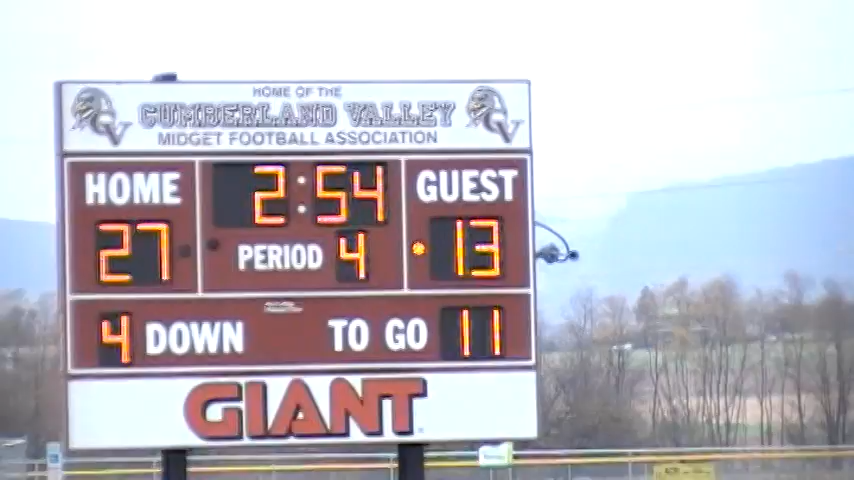 HOME OF THE
CUMBERLAND VALLEY
MIDGET FOOTBALL ASSOCIATION
HOME 2:54 GUEST
27 PERIOD 4 13
4 DOWN TO GO 11
GIANT